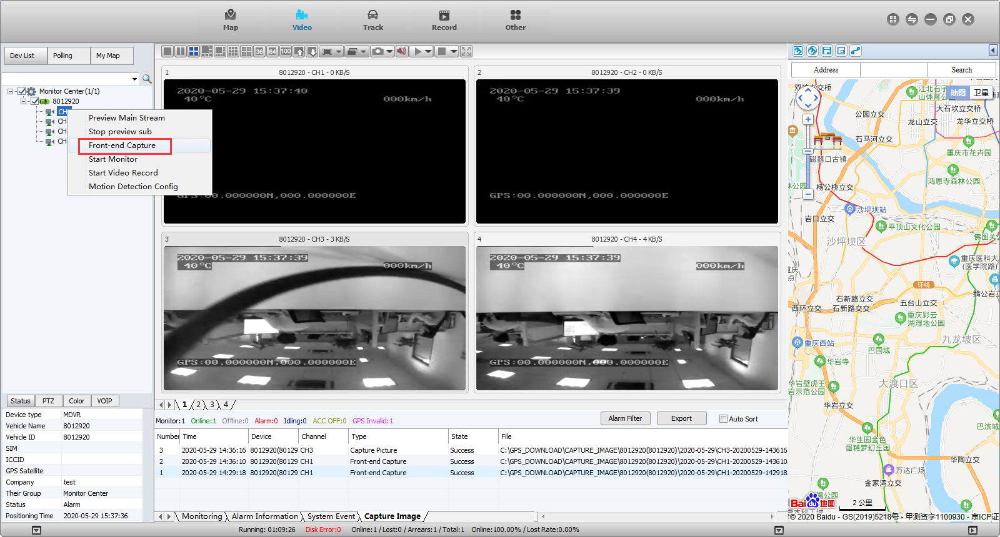 Map Video Track Record Other
Dev List Polling My Map
36 64 100
Address Search
Monitor Center(1/1)
8012920
CH
CH
CH
CH
Preview Main Stream
Stop preview sub
Front-end Capture
Start Monitor
Start Video Record
Motion Detection Config
1 8012920 - CH1 - 0 KB/S
2020-05-29 15:37:40
40°C 000km/h
GPS:00.000000N,000.000000E
2 8012920 - CH2 - 0 KB/S
2020-05-29 15:37:39
40°C 000km/h
GPS:00.000000N,000.000000E
3 8012920 - CH3 - 3 KB/S
2020-05-29 15:37:39
40°C 000km/h
GPS:00.000000N,000.000000E
4 8012920 - CH4 - 4 KB/S
2020-05-29 15:37:39
40°C 000km/h
GPS:00.000000N,000.000000E
1 2 3 4
Monitor:1 Online:1 Offline:0 Alarm:0 Idling:0 ACC OFF:0 GPS Invalid:1
Alarm Filter Export Auto Sort
Number Time Device Channel Type State File
3 2020-05-29 14:36:16 8012920(80129 CH3 Capture Picture Success C:\GPS_DOWNLOAD\CAPTURE_IMAGE\8012920(8012920)\2020-05-29\CH3-20200529-143616.
2 2020-05-29 14:36:10 8012920(80129 CH1 Front-end Capture Success C:\GPS_DOWNLOAD\CAPTURE_IMAGE\8012920(8012920)\2020-05-29\CH1-20200529-143610.
1 2020-05-29 14:29:18 8012920(80129 CH1 Front-end Capture Success C:\GPS_DOWNLOAD\CAPTURE_IMAGE\8012920(8012920)\2020-05-29\CH1-20200529-142918.
Monitoring Alarm Information System Event Capture Image
Status PTZ Color VOIP
Device type MDVR
Vehicle Name 8012920
Vehicle ID 8012920
SIM
ICCID
GPS Satellite
Company test
Their Group Monitor Center
Status Alarm
Positioning Time 2020-05-29 15:37:36
Running: 01:09:26 Disk Error:0 Online:1 / Lost:0 / Arrears:1 / Total:1 Online:100.00% / Lost Rate:0.00%
地图 卫星
大石坎立交
公园立交
龙山立交
龙华立交桥
石马河立交
重庆市花卉园
磁器口古镇
鸿恩寺森林公园
杨公桥立交
沙坪坝站
岩口立交
平顶山文化公园
佛图关
沙坪坝区
重庆医科大
(医学院路)
环线
鹅公岩立
石新路立交
五台山立交
西环立交
石新路交交
重庆彩云
湖湿地公园
九龙坡区
重庆西站
巴国城
华岩寺
大渡口区
华岩壁虎王
岩示范公园
华岩立交
巴滨城
华生园金色
蛋糕梦幻王国
华陶立交
万达广场
金家湾立交
Bai du 地图
2 公里
© 2020 Baidu - GS(2019)5218号 - 甲测资字1100930 - 京ICP证